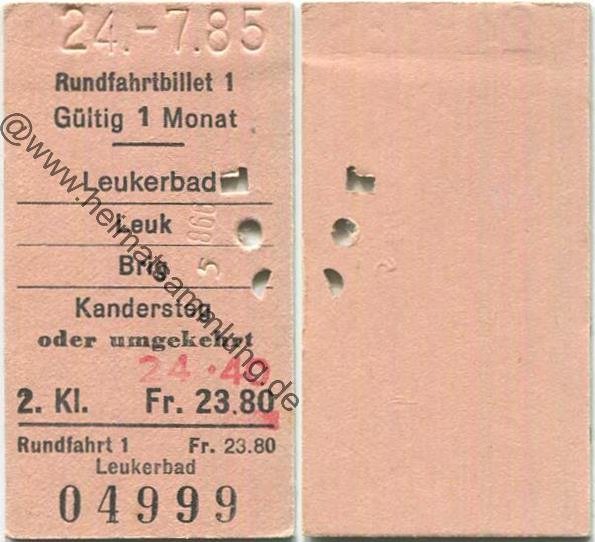 24.-7.85
Rundfahrtbillet 1
Gültig 1 Monat
Leukerbad
Leuk
Brig
Kandersteg
oder umgekehrt
24.40
2. Kl. Fr. 23.80
Rundfahrt 1 Fr. 23.80
Leukerbad
04999
@www.heimatsammlung.de